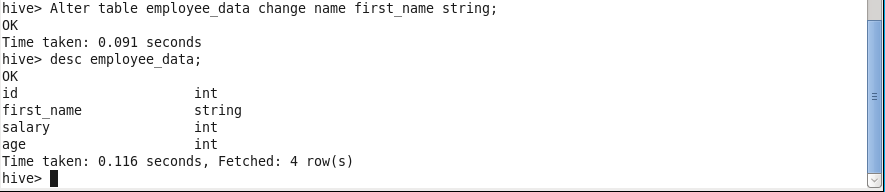 hive> Alter table employee_data change name first_name string;
OK
Time taken: 0.091 seconds
hive> desc employee_data;
OK
id                      int
first_name              string
salary                  int
age                     int
Time taken: 0.116 seconds, Fetched: 4 row(s)
hive>